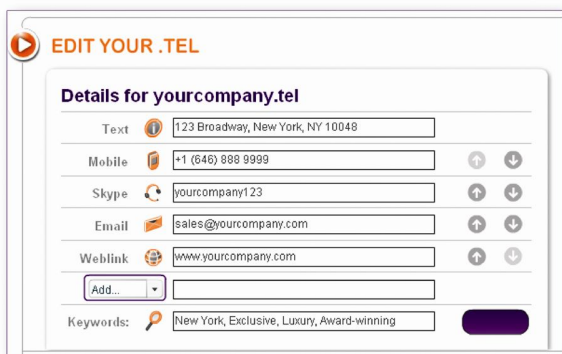 EDIT YOUR .TEL
Details for yourcompany.tel
Text 123 Broadway, New York, NY 10048
Mobile +1 (646) 888 9999
Skype yourcompany123
Email sales@yourcompany.com
Weblink www.yourcompany.com
Add...
Keywords: New York, Exclusive, Luxury, Award-winning